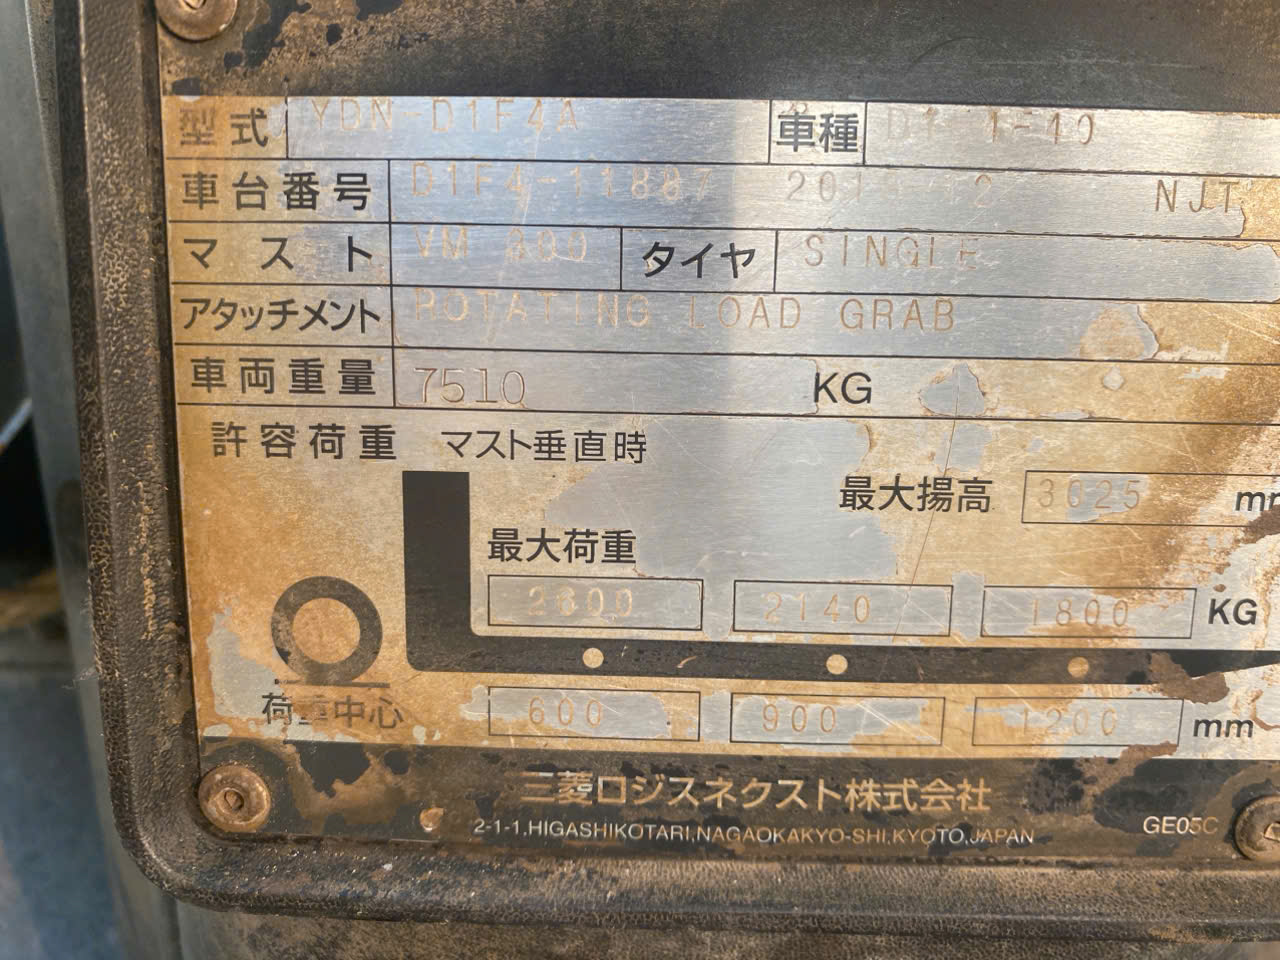 型式 YDN-D1F4A 車種
車台番号 D1F4-11887 NJT
マスト VM 300 タイヤ SINGLE
アタッチメント ROTATING LOAD GRAB
車両重量 7510 KG
許容荷重 マスト垂直時
最大揚高 3025
最大荷重
2600 2140 1800 KG
600 900 1200 mm
荷重中心
三菱ロジスネクスト株式会社
2-1-1,HIGASHIKOTARI,NAGAOKAKYO-SHI,KYOTO,JAPAN GE05C